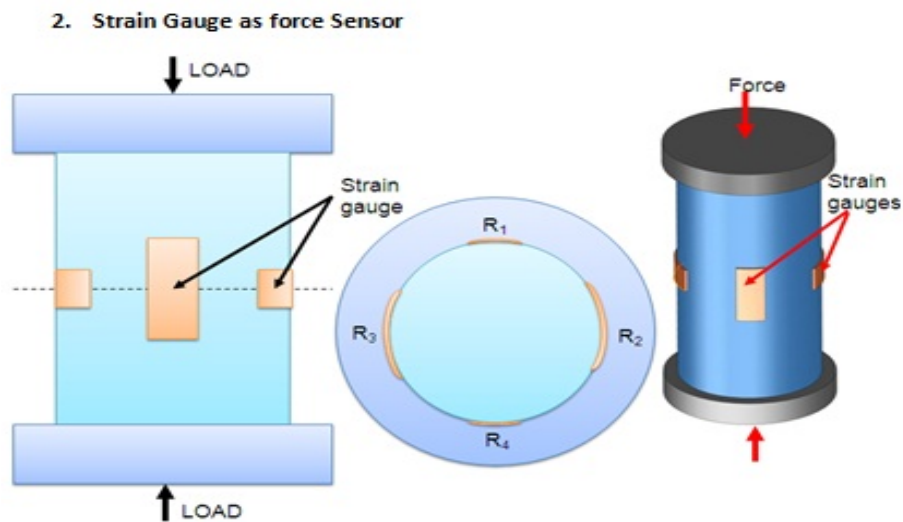 2. Strain Gauge as force Sensor
LOAD
Strain
gauge
LOAD
R₁
R₃
R₂
R₄
Force
Strain
gauges